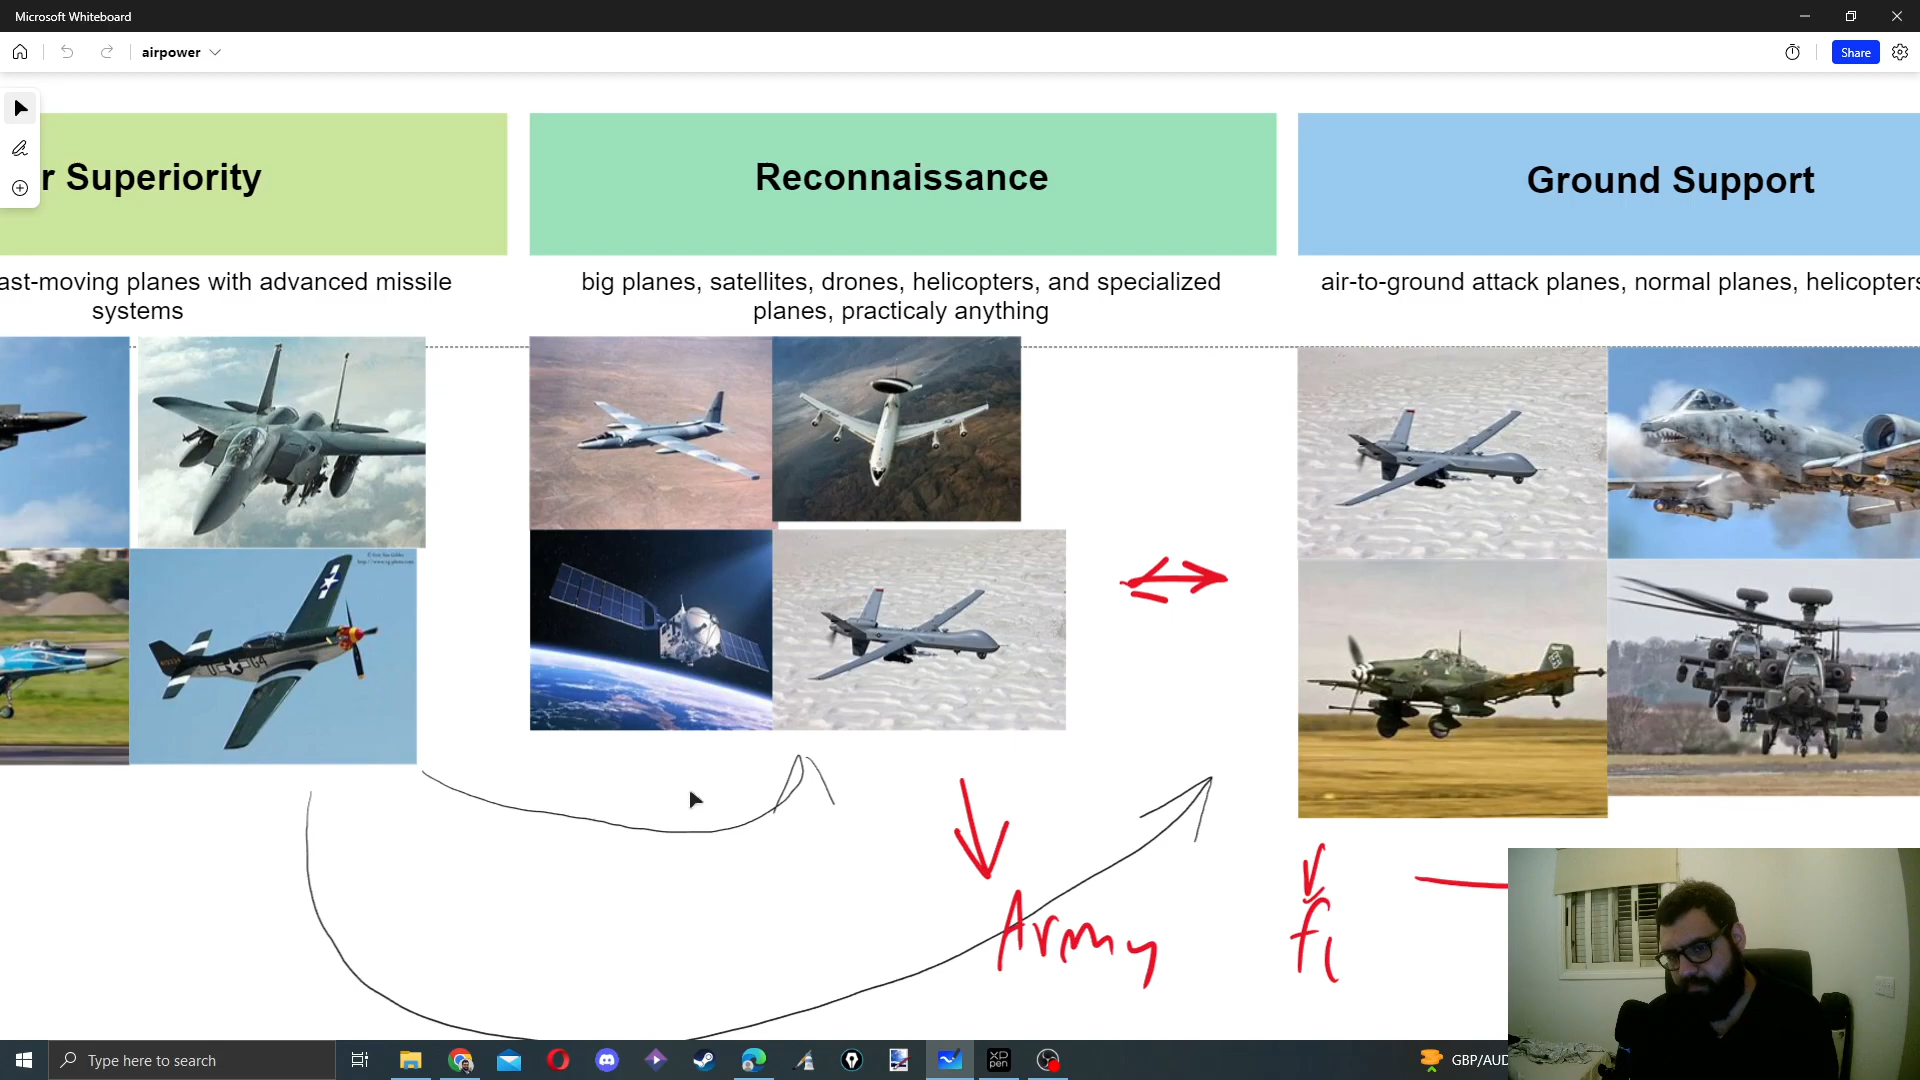 Microsoft Whiteboard
airpower
Share
r Superiority
Reconnaissance
Ground Support
ast-moving planes with advanced missile
systems
big planes, satellites, drones, helicopters, and specialized
planes, practicaly anything
air-to-ground attack planes, normal planes, helicopters
Army
Type here to search
XD
pen
GBP/AUD